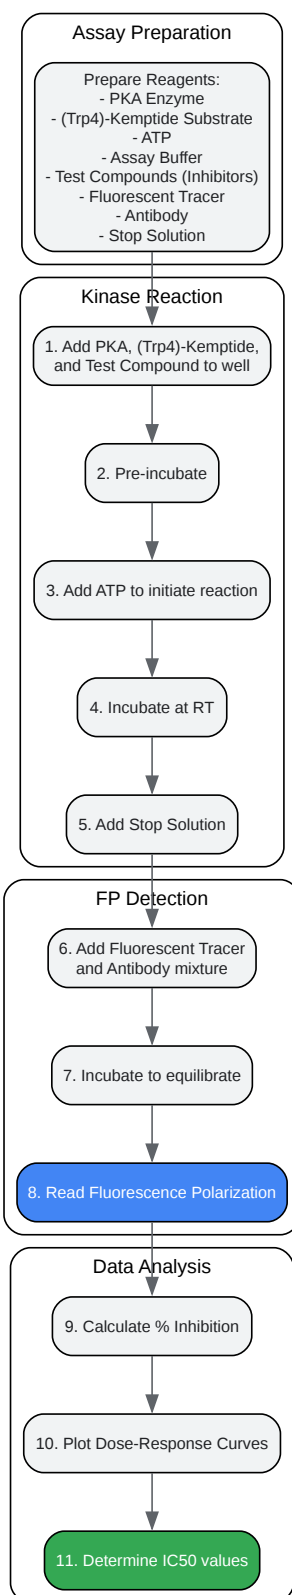 Assay Preparation
Prepare Reagents:
- PKA Enzyme
- (Trp4)-Kemptide Substrate
- ATP
- Assay Buffer
- Test Compounds (Inhibitors)
- Fluorescent Tracer
- Antibody
- Stop Solution
Kinase Reaction
1. Add PKA, (Trp4)-Kemptide,
and Test Compound to well
2. Pre-incubate
3. Add ATP to initiate reaction
4. Incubate at RT
5. Add Stop Solution
FP Detection
6. Add Fluorescent Tracer
and Antibody mixture
7. Incubate to equilibrate
8. Read Fluorescence Polarization
Data Analysis
9. Calculate % Inhibition
10. Plot Dose-Response Curves
11. Determine IC50 values